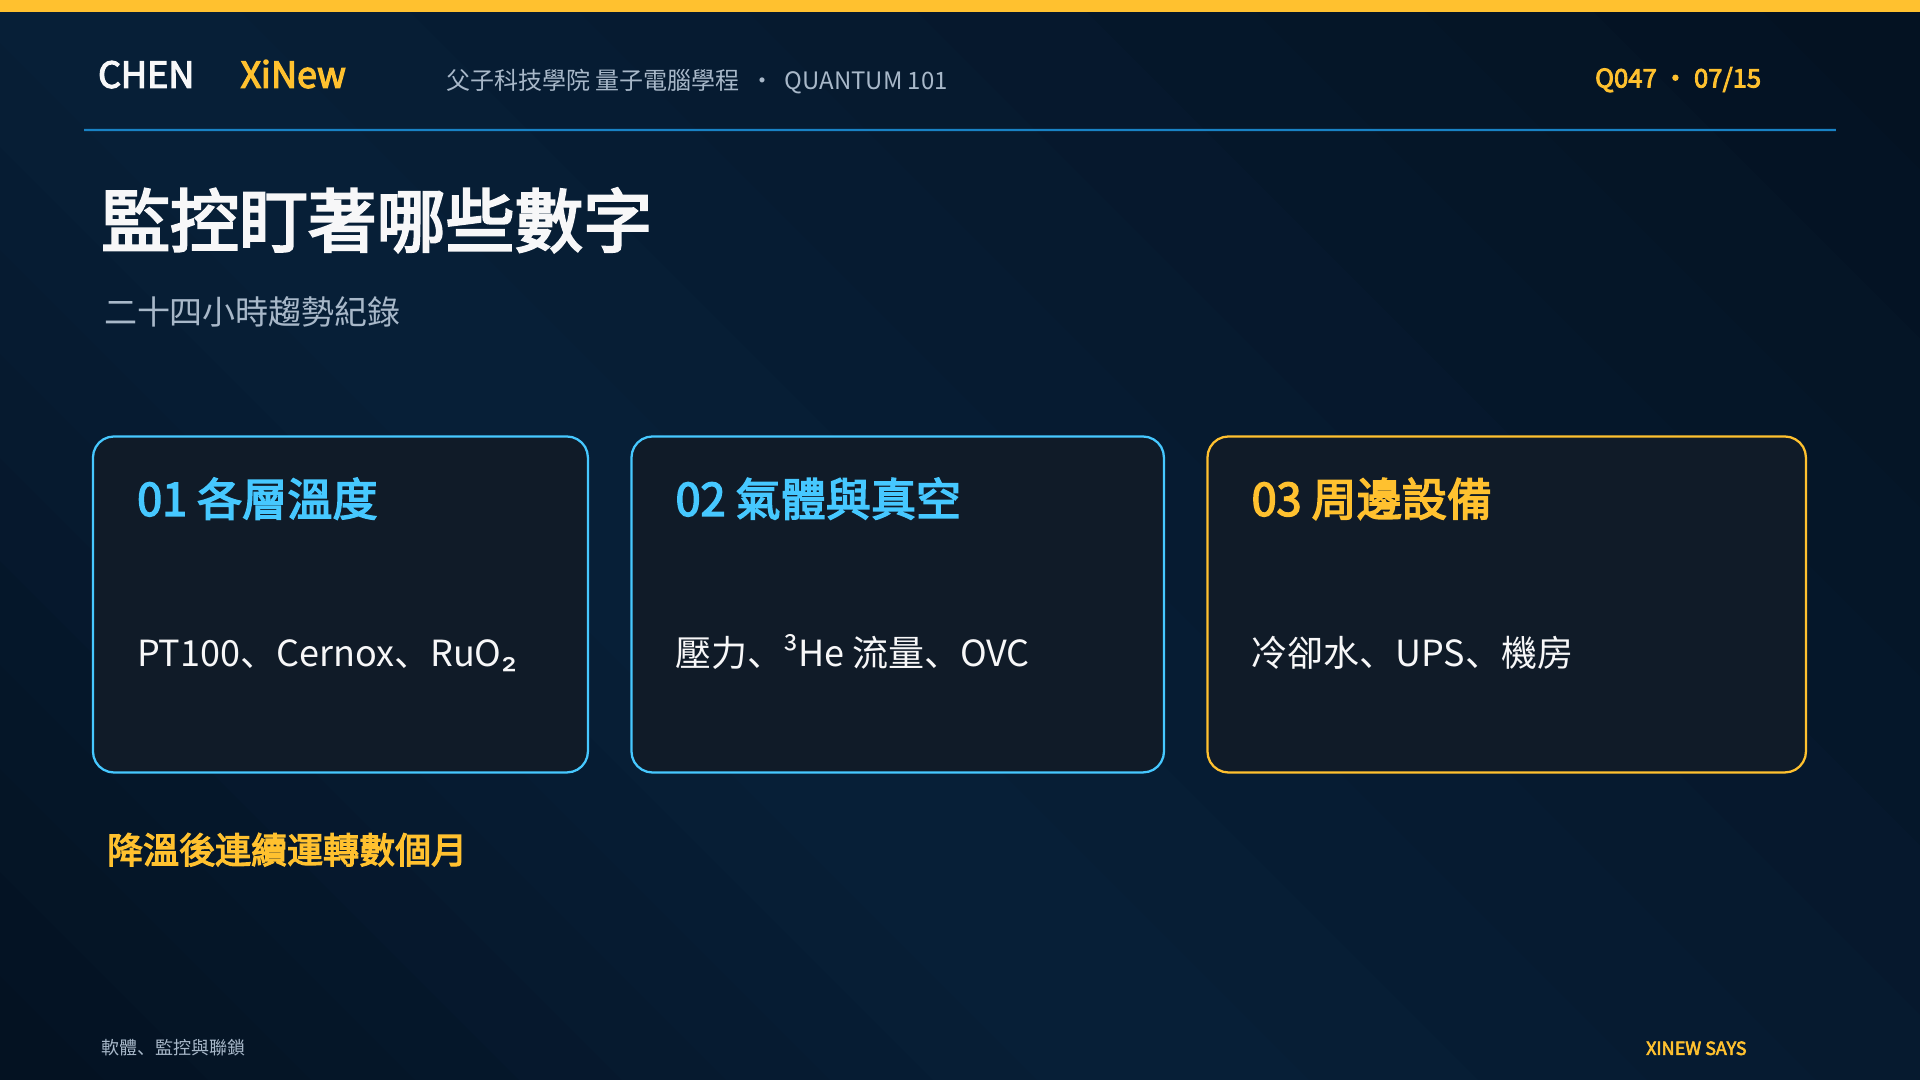 CHEN XiNew 父子科技學院 量子電腦學程 • QUANTUM 101 Q047 • 07/15
監控盯著哪些數字
二十四小時趨勢紀錄
01 各層溫度
PT100、Cernox、RuO₂
02 氣體與真空
壓力、³He 流量、OVC
03 周邊設備
冷卻水、UPS、機房
降溫後連續運轉數個月
軟體、監控與聯鎖
XINEW SAYS